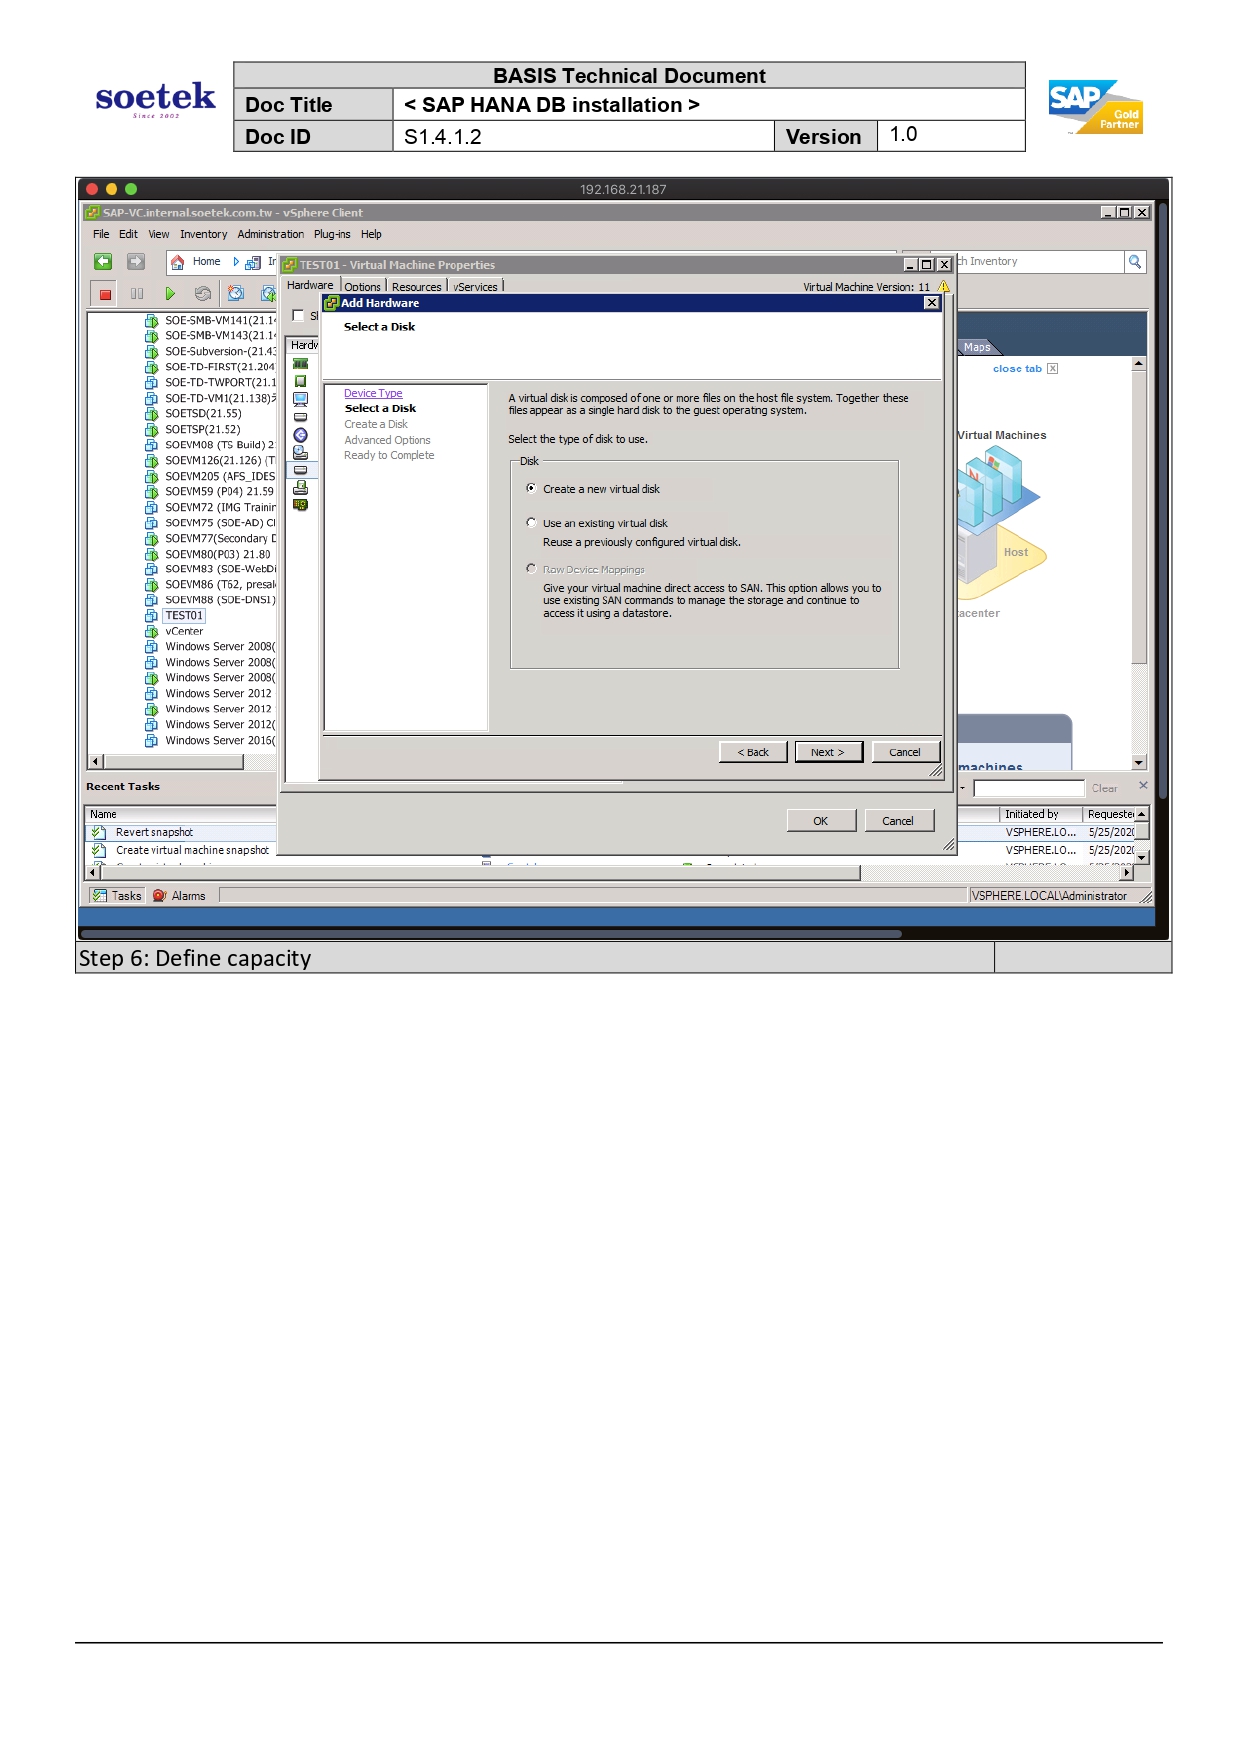 soetek
Since 2002
BASIS Technical Document
Doc Title
< SAP HANA DB installation >
Doc ID
S1.4.1.2
Version
1.0
SAP
Gold
Partner
192.168.21.187
SAP-VC.internal.soetek.com.tw - vSphere Client
File Edit View Inventory Administration Plug-ins Help
Home
TEST01 - Virtual Machine Properties
Inventory
Hardware Options Resources vServices
Virtual Machine Version: 11
Add Hardware
Select a Disk
SOE-SMB-VM141(21.14
SOE-SMB-VM143(21.14
SOE-Subversion-(21.43
SOE-TD-FIRST(21.204
SOE-TD-TWPORT(21.1
SOE-TD-VM1(21.138)
SOETSD(21.55)
SOETSP(21.52)
SOEVM08 (TS Build) 2
SOEVM126(21.126) (T
SOEVM205 (AFS_IDES
SOEVM59 (P04) 21.59
SOEVM72 (IMG Trainin
SOEVM75 (SOE-AD) Cl
SOEVM77(Secondary D
SOEVM80(P03) 21.80
SOEVM83 (SOE-WebDi
SOEVM86 (T62, presal
SOEVM88 (SOE-DNS1)
TEST01
vCenter
Windows Server 2008(
Windows Server 2008(
Windows Server 2008(
Windows Server 2012
Windows Server 2012
Windows Server 2012(
Windows Server 2016(
Hardw
Device Type
Select a Disk
Create a Disk
Advanced Options
Ready to Complete
A virtual disk is composed of one or more files on the host file system. Together these
files appear as a single hard disk to the guest operating system.
Select the type of disk to use.
Disk
Create a new virtual disk
Use an existing virtual disk
Reuse a previously configured virtual disk.
Raw Device Mappings
Give your virtual machine direct access to SAN. This option allows you to
use existing SAN commands to manage the storage and continue to
access it using a datastore.
< Back Next > Cancel
Maps
close tab
Virtual Machines
Host
acenter
machines
OK Cancel
Recent Tasks
Clear
Name
Initiated by Requeste
Revert snapshot
VSPHERE.LO... 5/25/202
Create virtual machine snapshot
VSPHERE.LO... 5/25/202
Tasks Alarms
VSPHERE.LOCAL\Administrator
Step 6: Define capacity